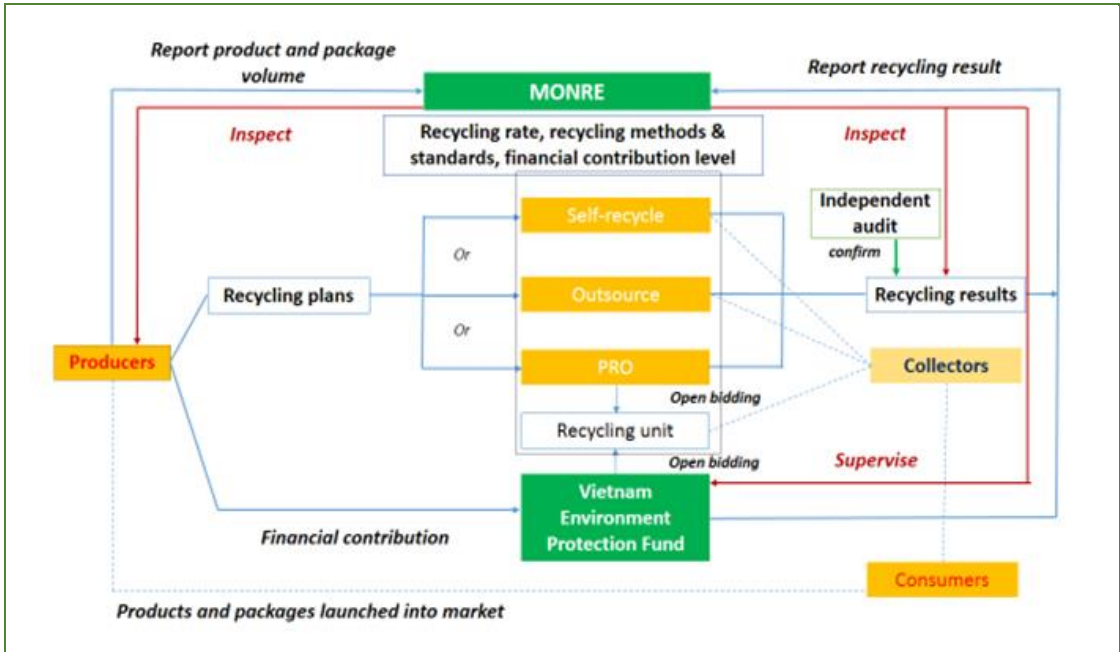 Report product and package
volume
Report recycling result
MONRE
Inspect
Recycling rate, recycling methods &
standards, financial contribution level
Inspect
Self-recycle
Independent
audit
confirm
Or
Recycling plans
Outsource
Recycling results
Or
Producers
PRO
Collectors
Open bidding
Recycling unit
Open bidding
Supervise
Vietnam
Environment
Protection Fund
Financial contribution
Consumers
Products and packages launched into market